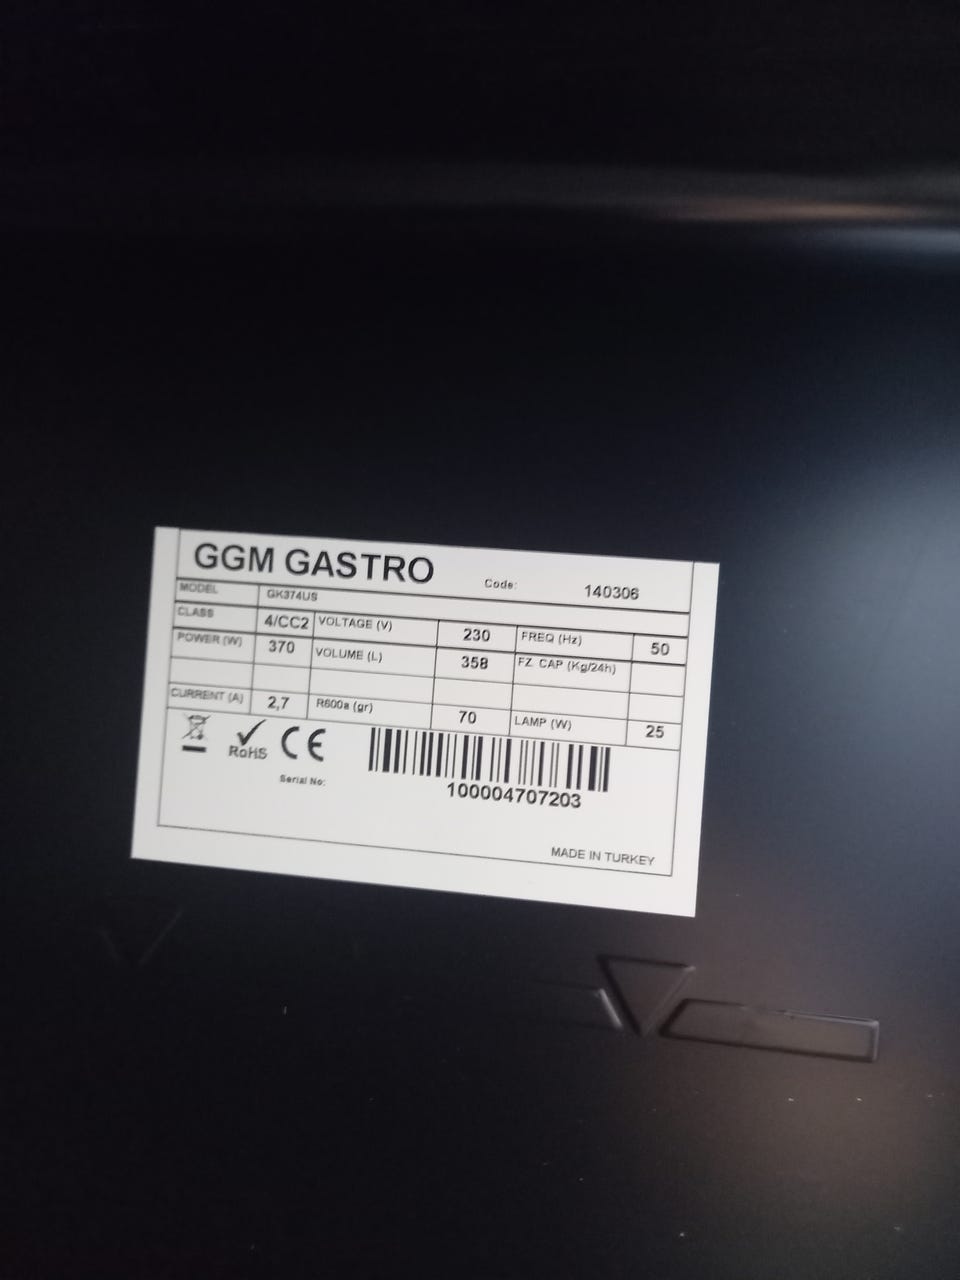 GGM GASTRO Code: 140306
MODEL GK374US
CLASS 4/CC2 VOLTAGE (V) 230 FREQ (Hz) 50
POWER (W) 370 VOLUME (L) 358 FZ. CAP (Kg/24h)
CURRENT (A) 2,7 R600a (gr) 70 LAMP (W) 25
RoHS CE
Serial No: 100004707203
MADE IN TURKEY